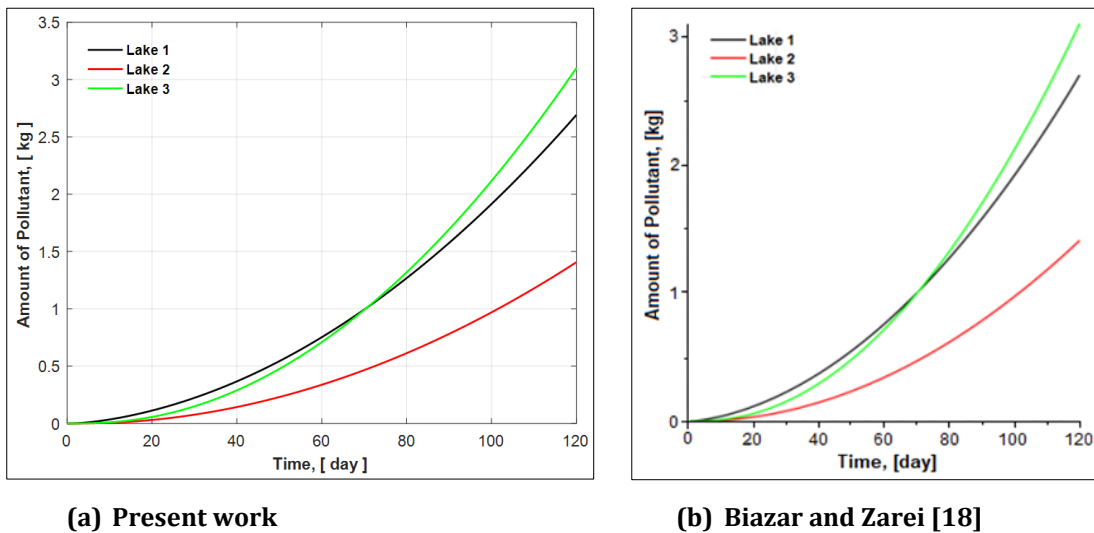 3.5
3
2.5
2
1.5
1
0.5
0
Amount of Pollutant, [ kg ]
Lake 1
Lake 2
Lake 3
0 20 40 60 80 100 120
Time, [ day ]
(a) Present work
3
2
1
0
Amount of Pollutant, [kg]
Lake 1
Lake 2
Lake 3
0 20 40 60 80 100 120
Time, [day]
(b) Biazar and Zarei [18]